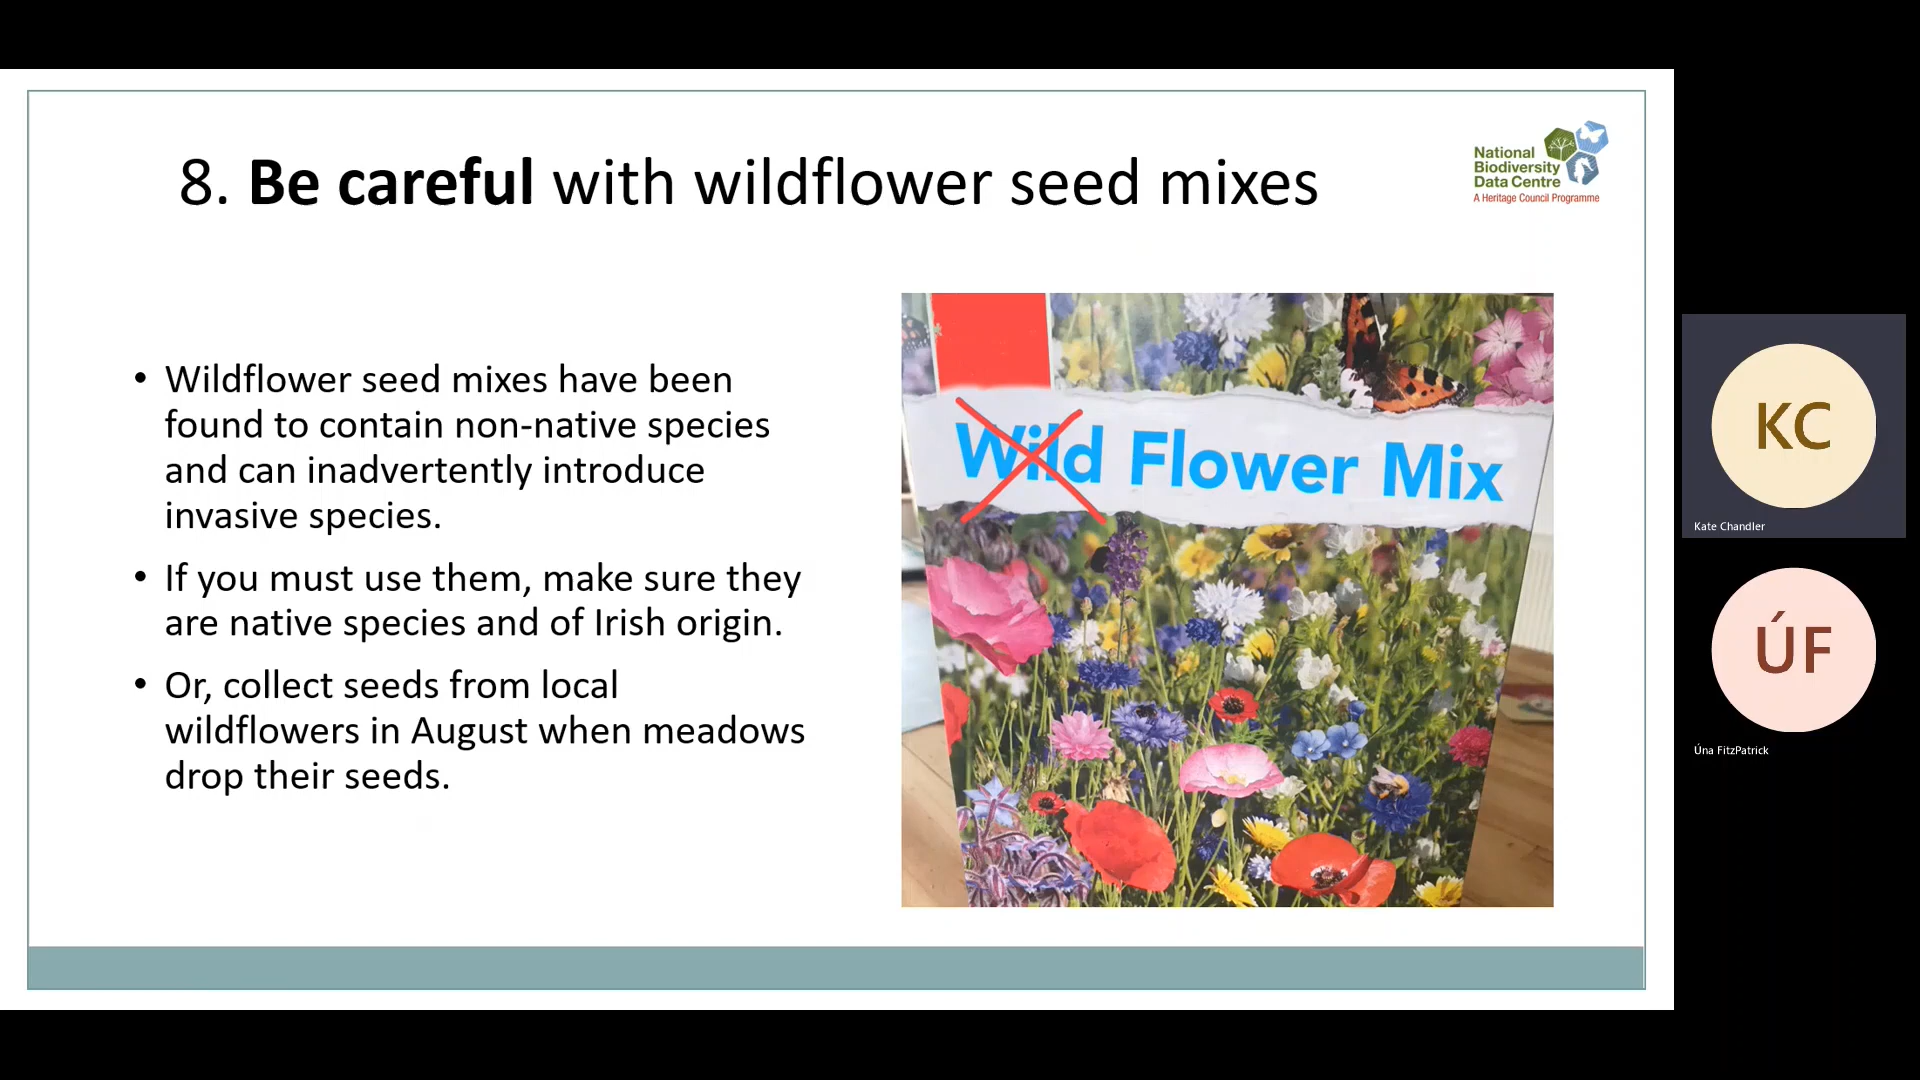 8. Be careful with wildflower seed mixes
National
Biodiversity
Data Centre
A Heritage Council Programme
• Wildflower seed mixes have been
found to contain non-native species
and can inadvertently introduce
invasive species.
• If you must use them, make sure they
are native species and of Irish origin.
• Or, collect seeds from local
wildflowers in August when meadows
drop their seeds.
Wild Flower Mix
KC
Kate Chandler
ÚF
Úna FitzPatrick